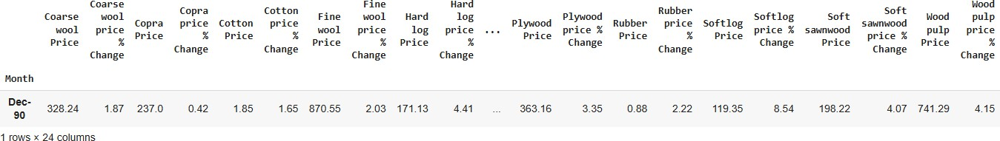 Coarse wool Price Coarse wool price % Change Copra Price Copra price % Change Cotton Price Cotton price % Change Fine wool Price Fine wool price % Change Hard log Price Hard log price % Change ... Plywood Price Plywood price % Change Rubber Price Rubber price % Change Softlog Price Softlog price % Change Soft sawnwood Price Soft sawnwood price % Change Wood pulp Price Wood pulp price % Change
Month
Dec-90 328.24 1.87 237.0 0.42 1.85 1.65 870.55 2.03 171.13 4.41 ... 363.16 3.35 0.88 2.22 119.35 8.54 198.22 4.07 741.29 4.15
1 rows × 24 columns